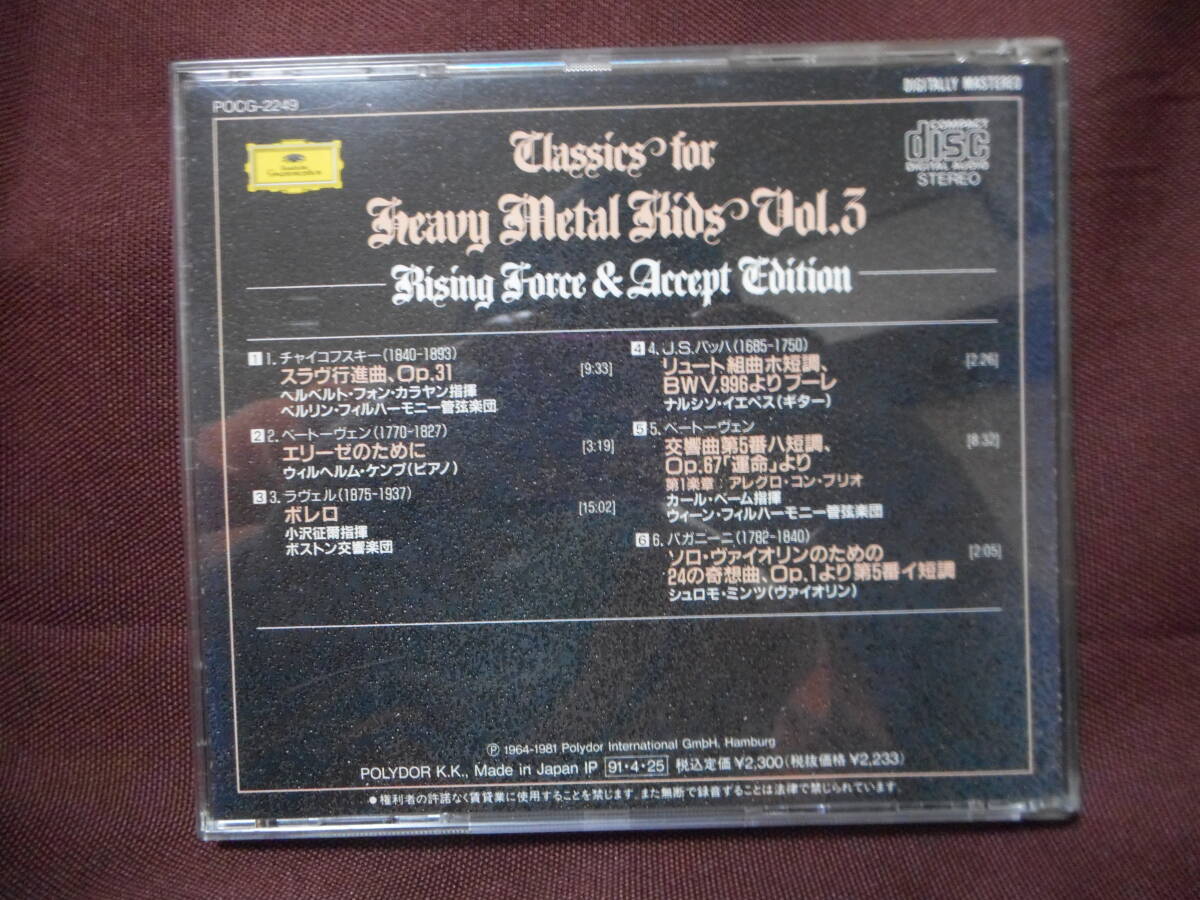 POCG-2249
DIGITALLY MASTERED
Deutsche
Grammophon
COMPACT
disc
DIGITAL AUDIO
STEREO
Classics for
Heavy Metal Kids Vol.3
Rising Force & Accept Edition
1 1. チャイコフスキー(1840-1893)
スラヴ行進曲、Op.31 [9:33]
ヘルベルト・フォン・カラヤン指揮
ベルリン・フィルハーモニー管弦楽団
2 2. ベートーヴェン(1770-1827)
エリーゼのために [3:19]
ウィルヘルム・ケンプ(ピアノ)
3 3. ラヴェル(1875-1937)
ボレロ [15:02]
小沢征爾指揮
ボストン交響楽団
4 4. J.S.バッハ(1685-1750)
リュート組曲ホ短調、 [2:26]
BWV.996よりブーレ
ナルシソ・イエペス(ギター)
5 5. ベートーヴェン
交響曲第5番ハ短調、 [8:32]
Op.67「運命」より
第1楽章:アレグロ・コン・ブリオ
カール・ベーム指揮
ウィーン・フィルハーモニー管弦楽団
6 6. パガニーニ(1782-1840)
ソロ・ヴァイオリンのための [2:05]
24の奇想曲、Op.1より第5番イ短調
シュロモ・ミンツ(ヴァイオリン)
Ⓟ 1964-1981 Polydor International GmbH, Hamburg
POLYDOR K.K., Made in Japan IP 91・4・25 税込定価¥2,300(税抜価格¥2,233)
●権利者の許諾なく賃貸業に使用することを禁じます。また無断で録音することは法律で禁じられています。